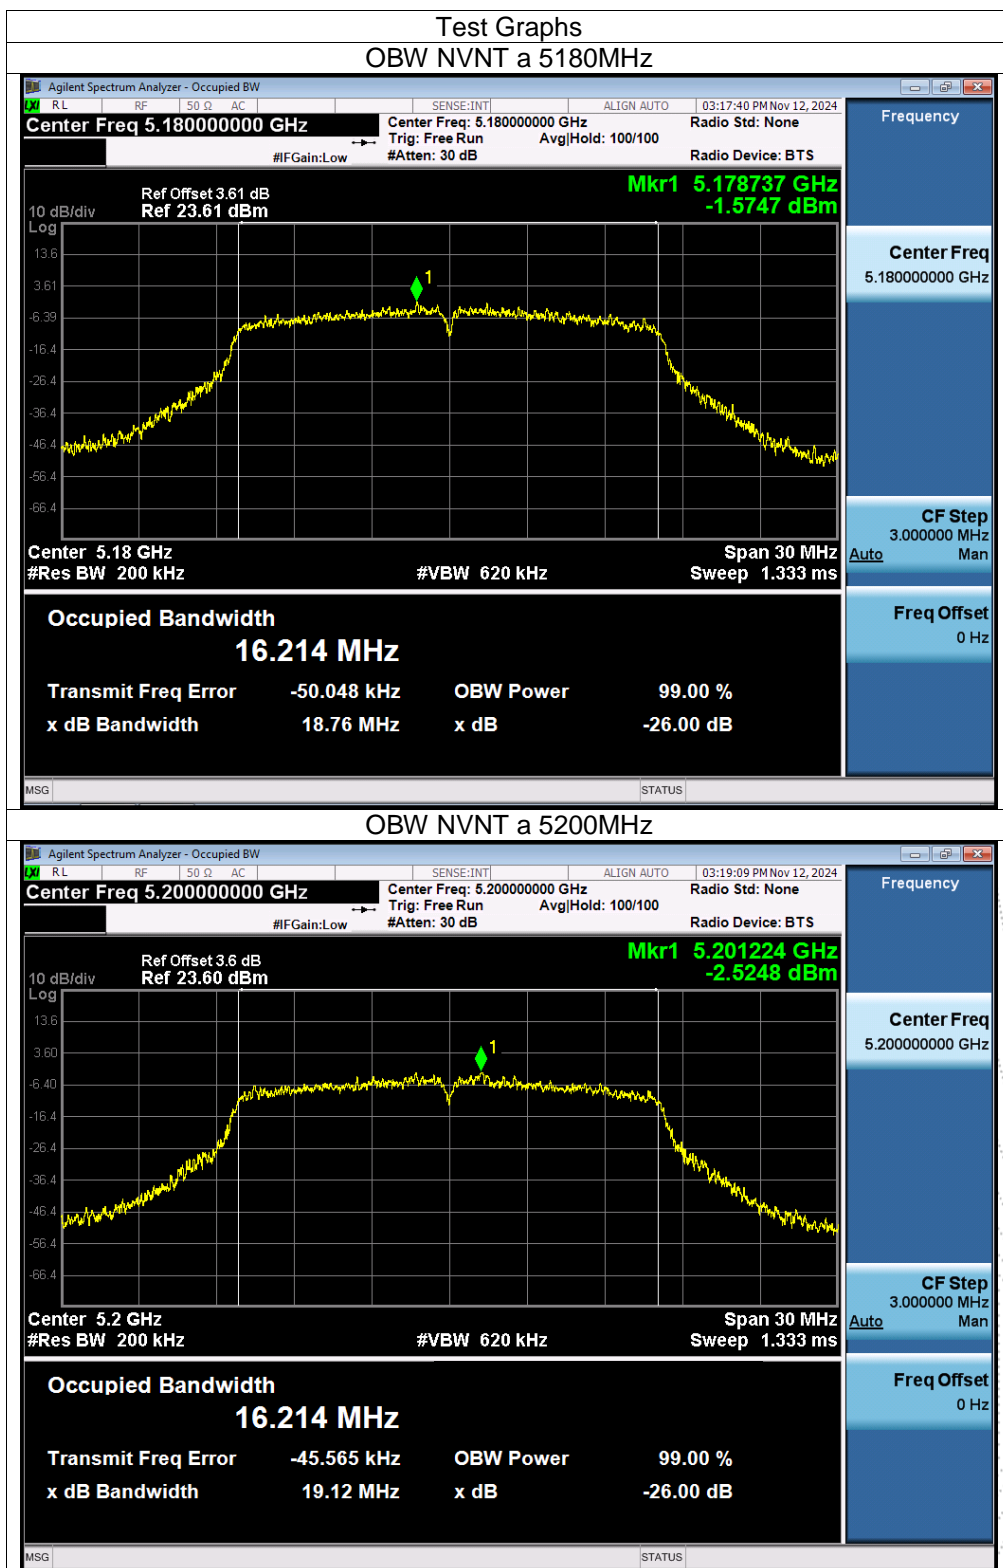 Test Graphs
OBW NVNT a 5180MHz
Agilent Spectrum Analyzer - Occupied BW
LXI RL RF 50 Ω AC SENSE:INT ALIGN AUTO 03:17:40 PM Nov 12, 2024
Center Freq 5.180000000 GHz Center Freq: 5.180000000 GHz Radio Std: None
Trig: Free Run Avg|Hold: 100/100
#IFGain:Low #Atten: 30 dB Radio Device: BTS
Frequency
Mkr1 5.178737 GHz
-1.5747 dBm
Ref Offset 3.61 dB
10 dB/div Ref 23.61 dBm
Log
13.6
3.61
-6.39
-16.4
-26.4
-36.4
-46.4
-56.4
-66.4
1
Center Freq
5.180000000 GHz
CF Step
3.000000 MHz
Auto Man
Freq Offset
0 Hz
Center 5.18 GHz Span 30 MHz
#Res BW 200 kHz #VBW 620 kHz Sweep 1.333 ms
Occupied Bandwidth
16.214 MHz
Transmit Freq Error -50.048 kHz OBW Power 99.00 %
x dB Bandwidth 18.76 MHz x dB -26.00 dB
MSG STATUS
OBW NVNT a 5200MHz
Agilent Spectrum Analyzer - Occupied BW
LXI RL RF 50 Ω AC SENSE:INT ALIGN AUTO 03:19:09 PM Nov 12, 2024
Center Freq 5.200000000 GHz Center Freq: 5.200000000 GHz Radio Std: None
Trig: Free Run Avg|Hold: 100/100
#IFGain:Low #Atten: 30 dB Radio Device: BTS
Frequency
Mkr1 5.201224 GHz
-2.5248 dBm
Ref Offset 3.6 dB
10 dB/div Ref 23.60 dBm
Log
13.6
3.60
-6.40
-16.4
-26.4
-36.4
-46.4
-56.4
-66.4
1
Center Freq
5.200000000 GHz
CF Step
3.000000 MHz
Auto Man
Freq Offset
0 Hz
Center 5.2 GHz Span 30 MHz
#Res BW 200 kHz #VBW 620 kHz Sweep 1.333 ms
Occupied Bandwidth
16.214 MHz
Transmit Freq Error -45.565 kHz OBW Power 99.00 %
x dB Bandwidth 19.12 MHz x dB -26.00 dB
MSG STATUS